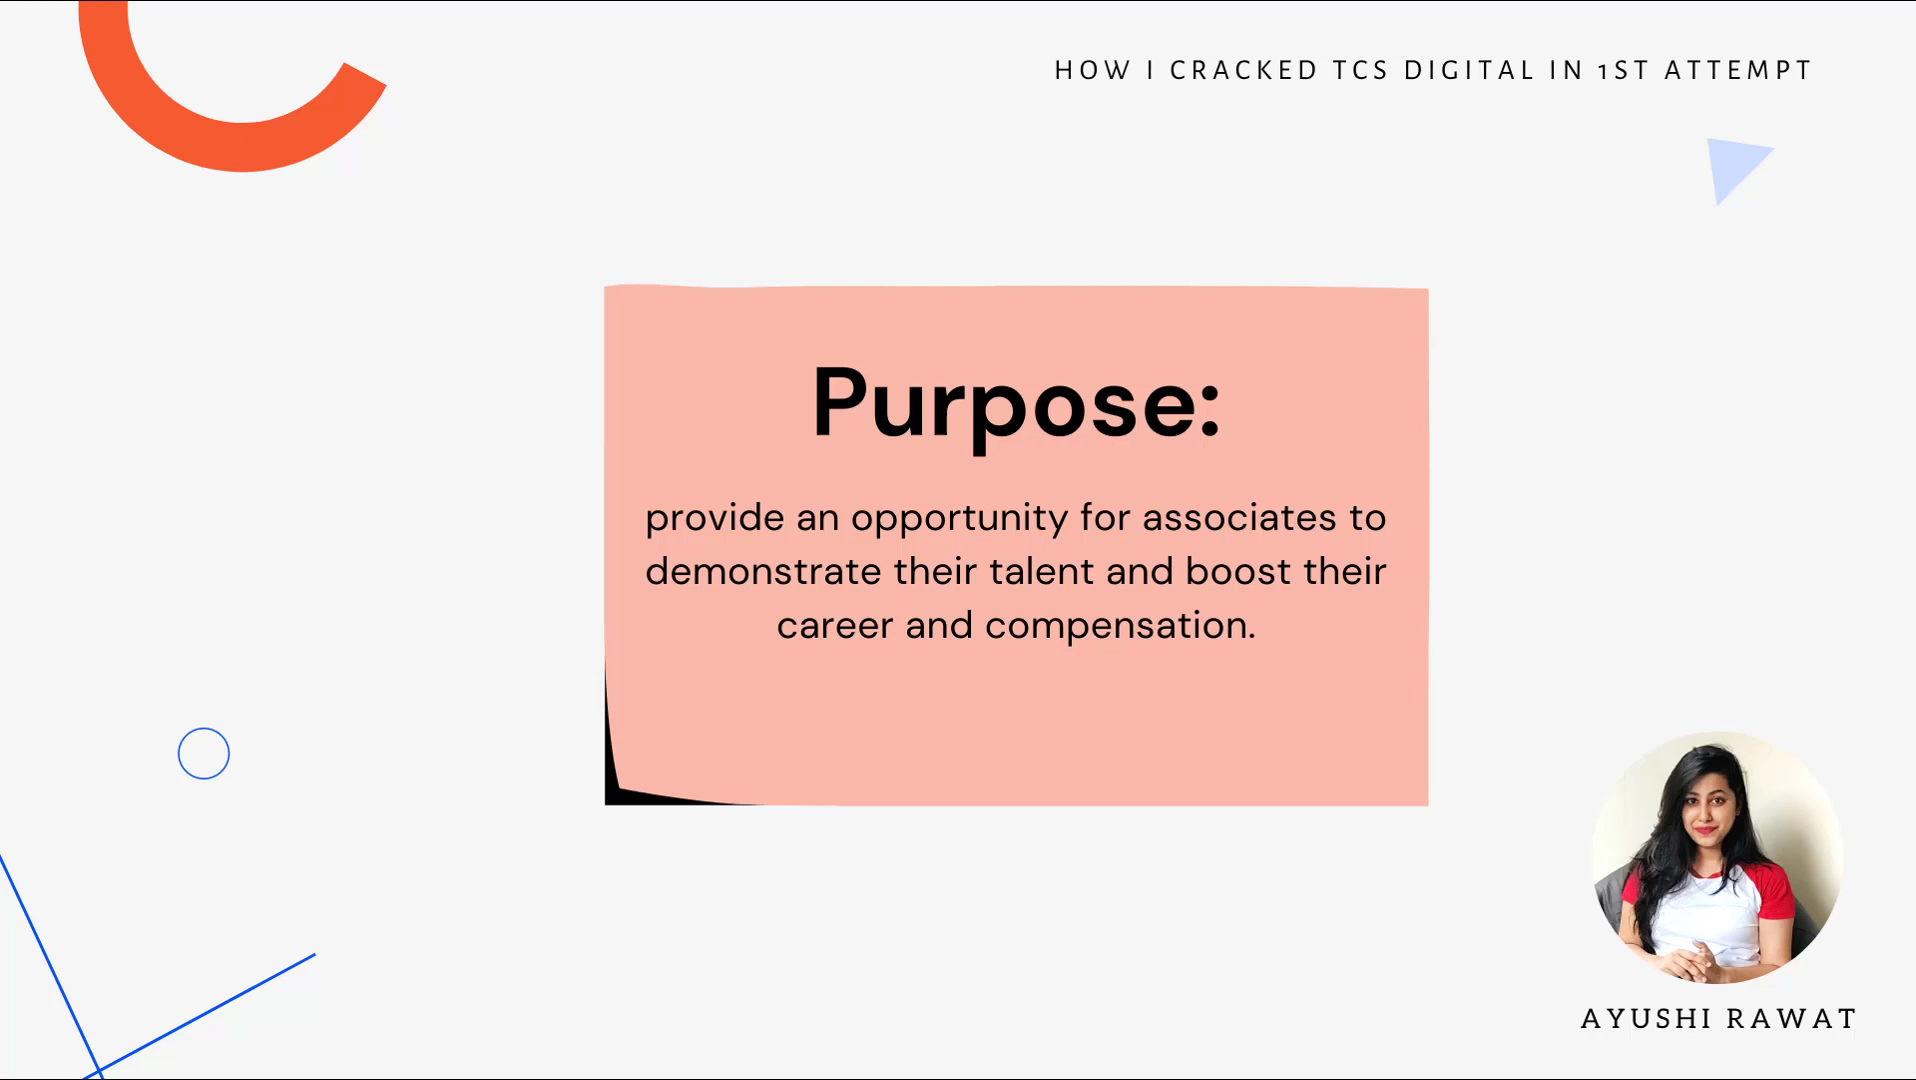 HOW I CRACKED TCS DIGITAL IN 1ST ATTEMPT
Purpose:
provide an opportunity for associates to
demonstrate their talent and boost their
career and compensation.
AYUSHI RAWAT